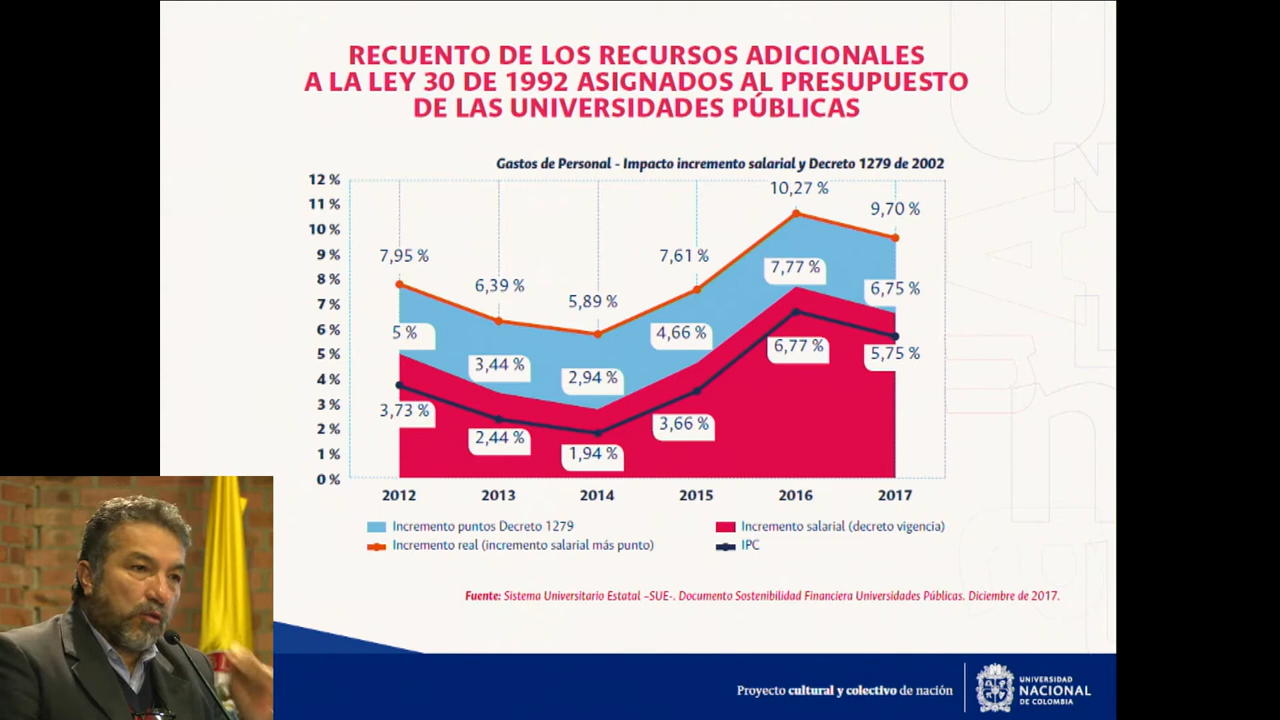 RECUENTO DE LOS RECURSOS ADICIONALES
A LA LEY 30 DE 1992 ASIGNADOS AL PRESUPUESTO
DE LAS UNIVERSIDADES PÚBLICAS
Gastos de Personal - Impacto incremento salarial y Decreto 1279 de 2002
12 %
11 %
10 %
9 %
8 %
7 %
6 %
5 %
4 %
3 %
2 %
1 %
0 %
7,95 %
6,39 %
5,89 %
7,61 %
10,27 %
9,70 %
5 %
3,44 %
2,94 %
4,66 %
7,77 %
6,75 %
3,73 %
2,44 %
1,94 %
3,66 %
6,77 %
5,75 %
2012 2013 2014 2015 2016 2017
Incremento puntos Decreto 1279
Incremento salarial (decreto vigencia)
Incremento real (incremento salarial más punto)
IPC
Fuente: Sistema Universitario Estatal –SUE-. Documento Sostenibilidad Financiera Universidades Públicas. Diciembre de 2017.
Proyecto cultural y colectivo de nación
UNIVERSIDAD
NACIONAL
DE COLOMBIA